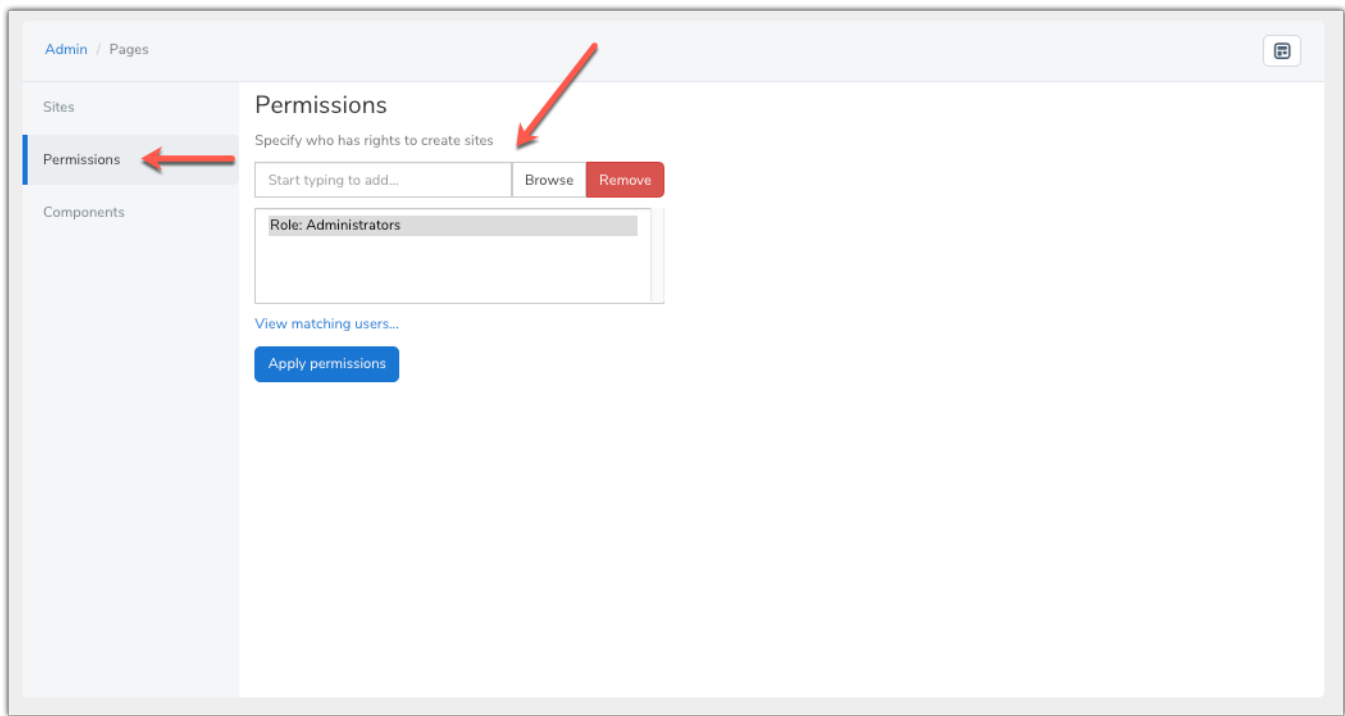 Admin / Pages
Sites
Permissions
Components
Permissions
Specify who has rights to create sites
Start typing to add... Browse Remove
Role: Administrators
View matching users...
Apply permissions